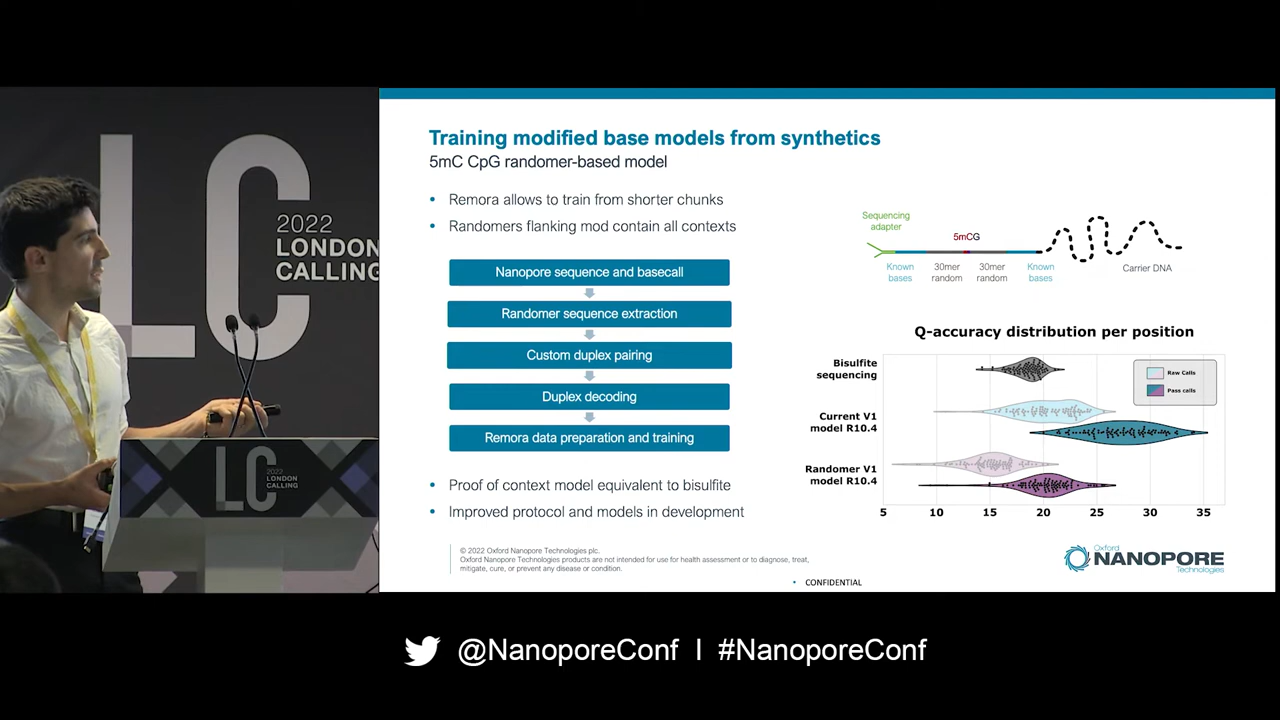 LC
2022
LONDON
CALLING
LC
2022
LONDON
CALLING
Training modified base models from synthetics
5mC CpG randomer-based model
• Remora allows to train from shorter chunks
• Randomers flanking mod contain all contexts
Nanopore sequence and basecall
Randomer sequence extraction
Custom duplex pairing
Duplex decoding
Remora data preparation and training
• Proof of context model equivalent to bisulfite
• Improved protocol and models in development
Sequencing
adapter
5mCG
Known
bases
30mer
random
30mer
random
Known
bases
Carrier DNA
Q-accuracy distribution per position
Bisulfite
sequencing
Current V1
model R10.4
Randomer V1
model R10.4
Raw Calls
Pass calls
5 10 15 20 25 30 35
© 2022 Oxford Nanopore Technologies plc.
Oxford Nanopore Technologies products are not intended for use for health assessment or to diagnose, treat,
mitigate, cure, or prevent any disease or condition.
• CONFIDENTIAL
Oxford
NANOPORE
Technologies
@NanoporeConf I #NanoporeConf